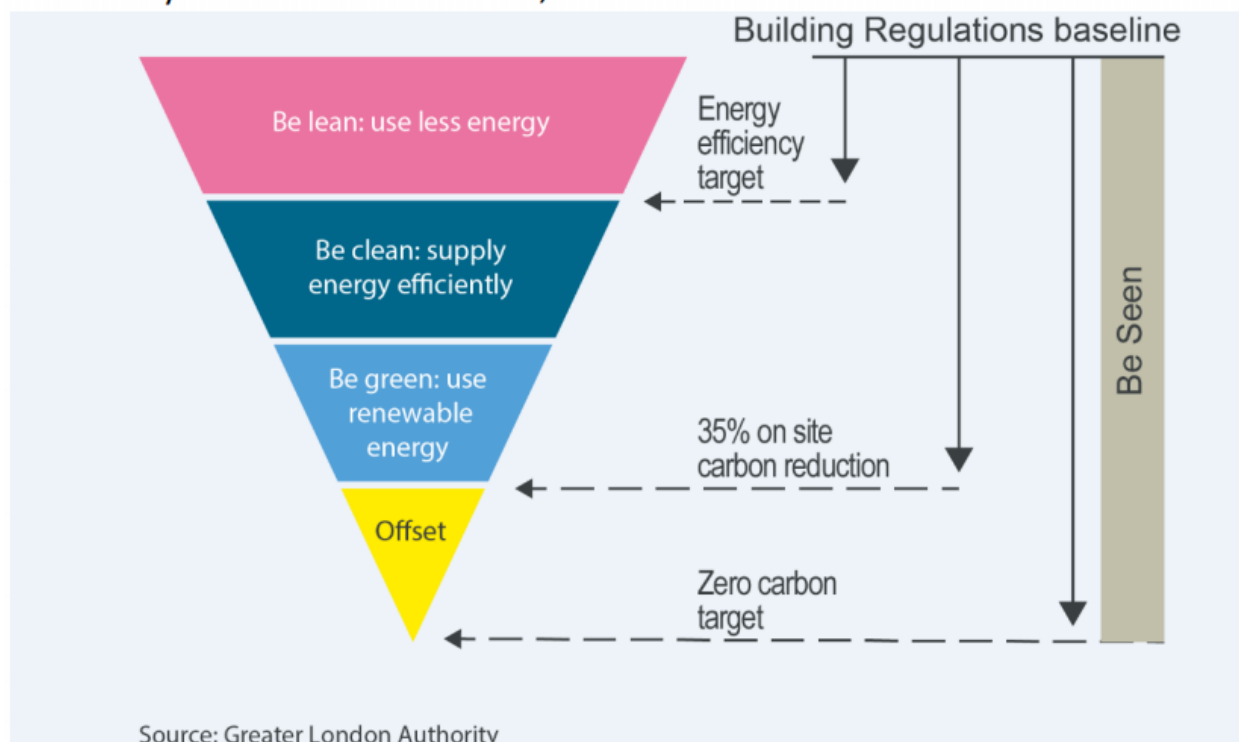 Building Regulations baseline
Be lean: use less energy
Energy
efficiency
target
Be clean: supply
energy efficiently
Be Seen
Be green: use
renewable
energy
35% on site
carbon reduction
Offset
Zero carbon
target
Source: Greater London Authority